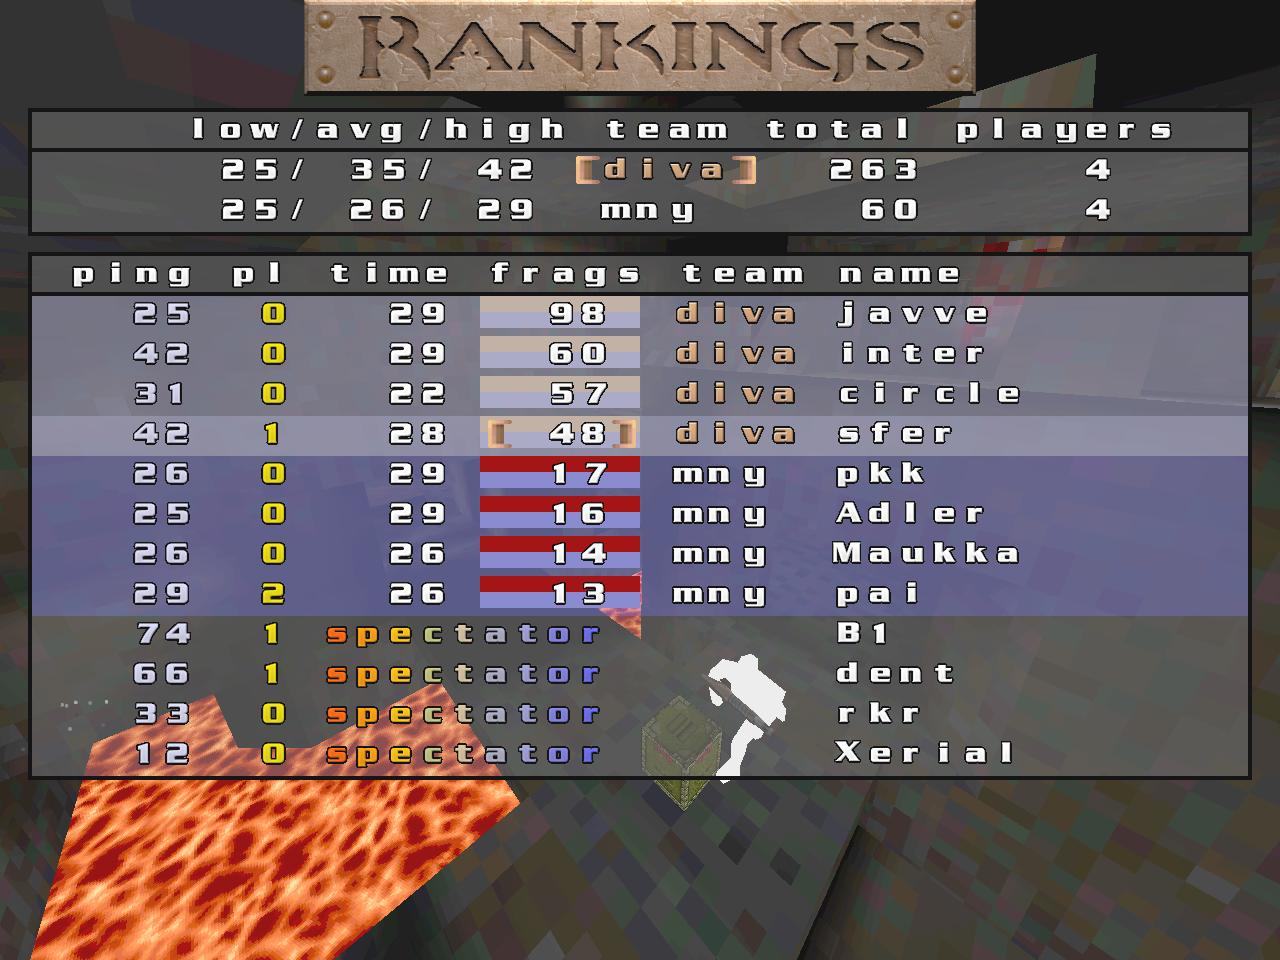 RANKINGS
low/avg/high team total players
25/ 35/ 42 [diva] 263 4
25/ 26/ 29 mny 60 4
ping pl time frags team name
25 0 29 98 diva javve
42 0 29 60 diva inter
31 0 22 57 diva circle
42 1 28 [48] diva sfer
26 0 29 17 mny pkk
25 0 29 16 mny Adler
26 0 26 14 mny Maukka
29 2 26 13 mny pai
74 1 spectator B1
66 1 spectator dent
33 0 spectator rkr
12 0 spectator Xerial